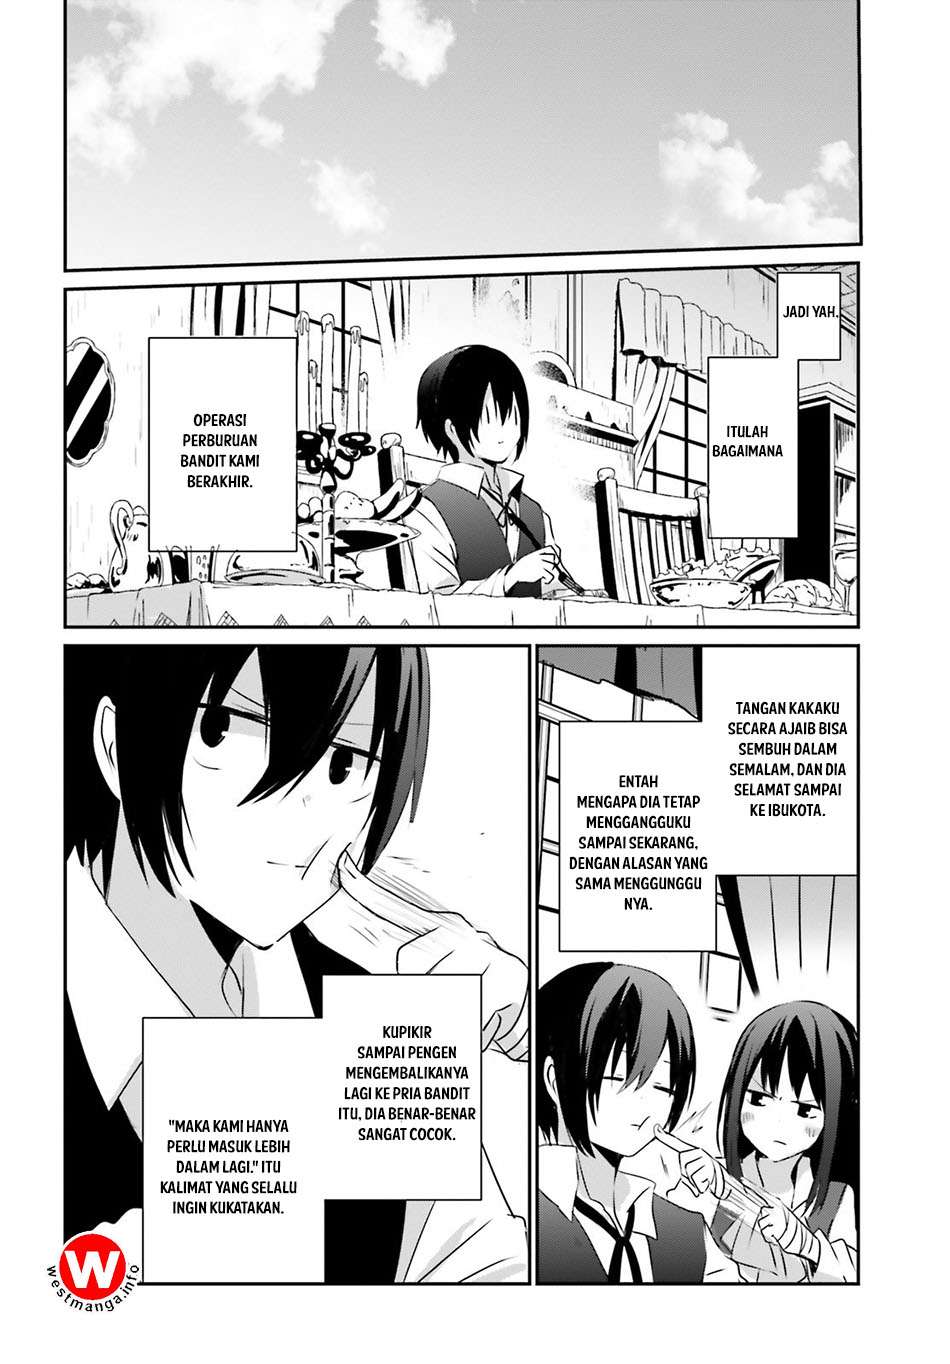 JADI YAH,
ITULAH
BAGAIMANA
OPERASI
PERBURUAN
BANDIT KAMI
BERAKHIR.
TANGAN KAKAKU
SECARA AJAIB BISA
SEMBUH DALAM
SEMALAM, DAN DIA
SELAMAT SAMPAI
KE IBUKOTA.
ENTAH
MENGAPA DIA TETAP
MENGGANGUKU
SAMPAI SEKARANG,
DENGAN ALASAN YANG
SAMA MENGGUNGGU
NYA.
KUPIKIR
SAMPAI PENGEN
MENGEMBALIKANYA
LAGI KE PRIA BANDIT
ITU, DIA BENAR-BENAR
SANGAT COCOK.
"MAKA KAMI HANYA
PERLU MASUK LEBIH
DALAM LAGI." ITU
KALIMAT YANG SELALU
INGIN KUKATAKAN.
W
westmanga.info